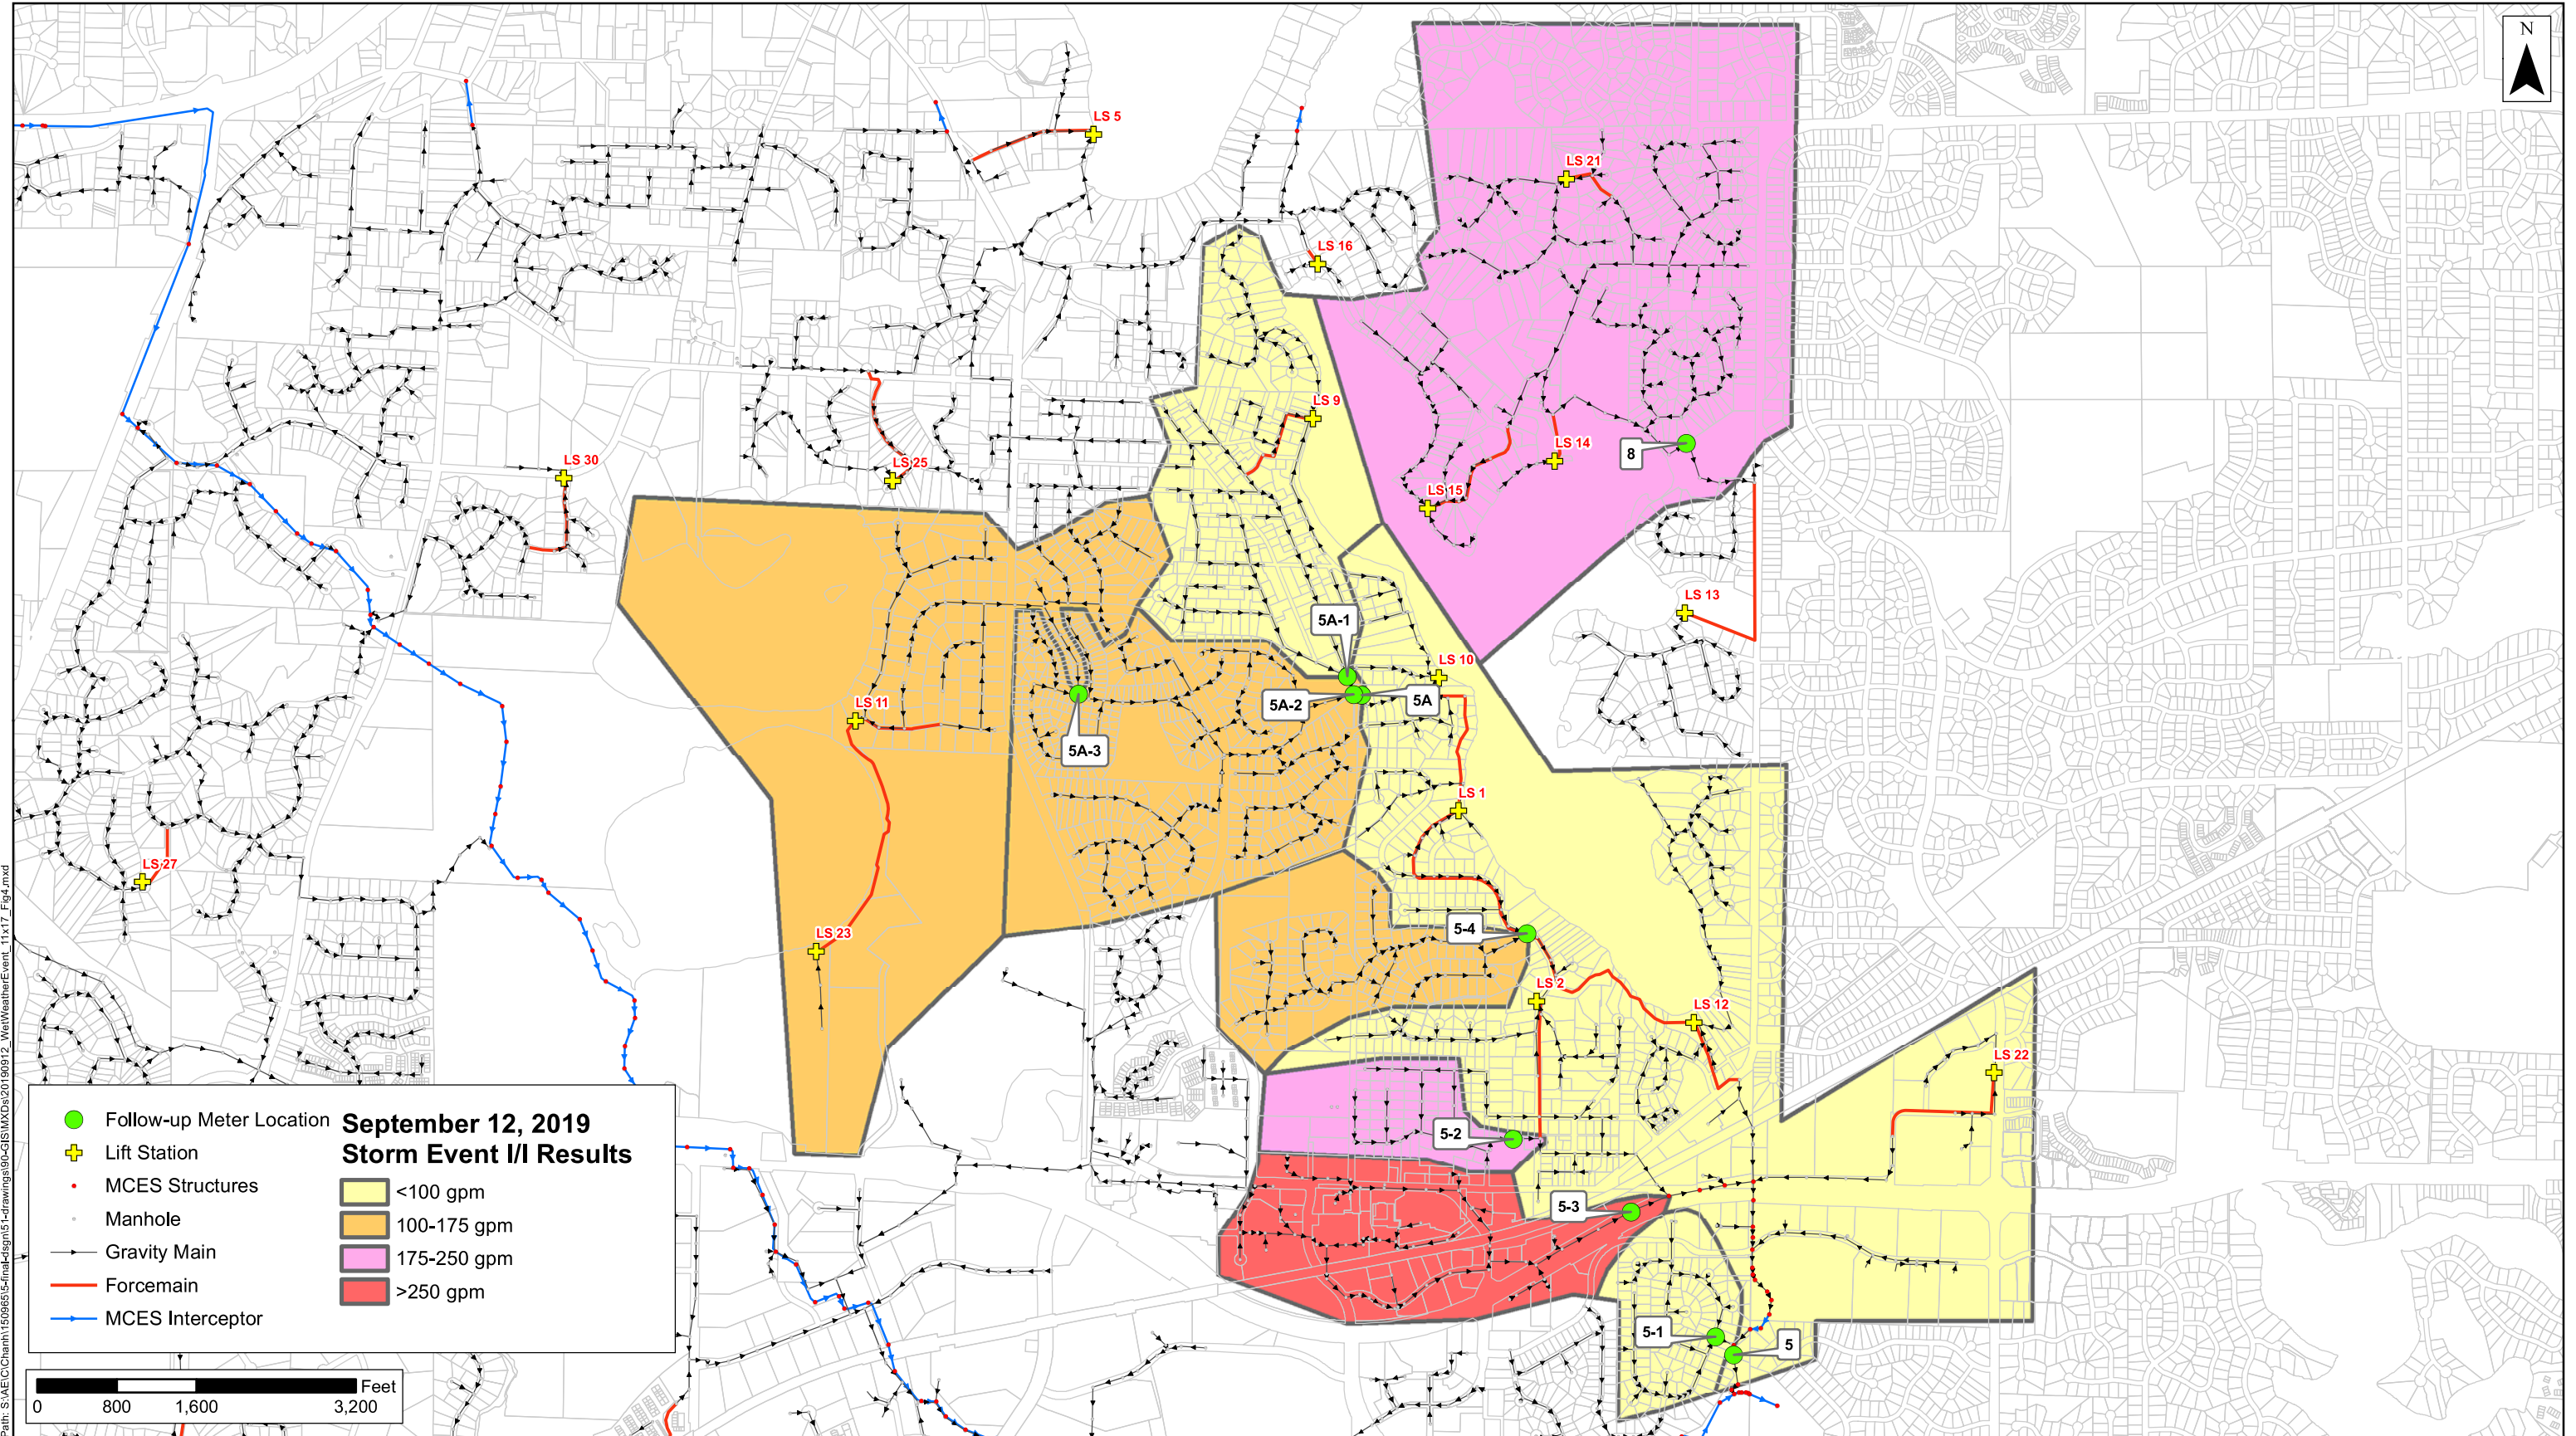 N
LS 5
LS 21
LS 16
LS 9
LS 14
8
LS 30
LS 25
LS 15
LS 13
5A-1
LS 10
5A-2
5A
LS 11
5A-3
LS 1
LS 27
5-4
LS 23
LS 2
LS 12
LS 22
5-2
5-3
5-1
5
Follow-up Meter Location
Lift Station
MCES Structures
Manhole
Gravity Main
Forcemain
MCES Interceptor
September 12, 2019
Storm Event I/I Results
<100 gpm
100-175 gpm
175-250 gpm
>250 gpm
Feet
0 800 1,600 3,200